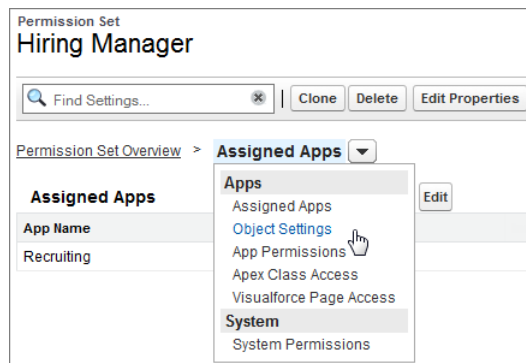 Permission Set
Hiring Manager
Find Settings... Clone Delete Edit Properties
Permission Set Overview > Assigned Apps
Apps
Assigned Apps Edit
Assigned Apps
App Name
Object Settings
Recruiting
App Permissions
Apex Class Access
Visualforce Page Access
System
System Permissions